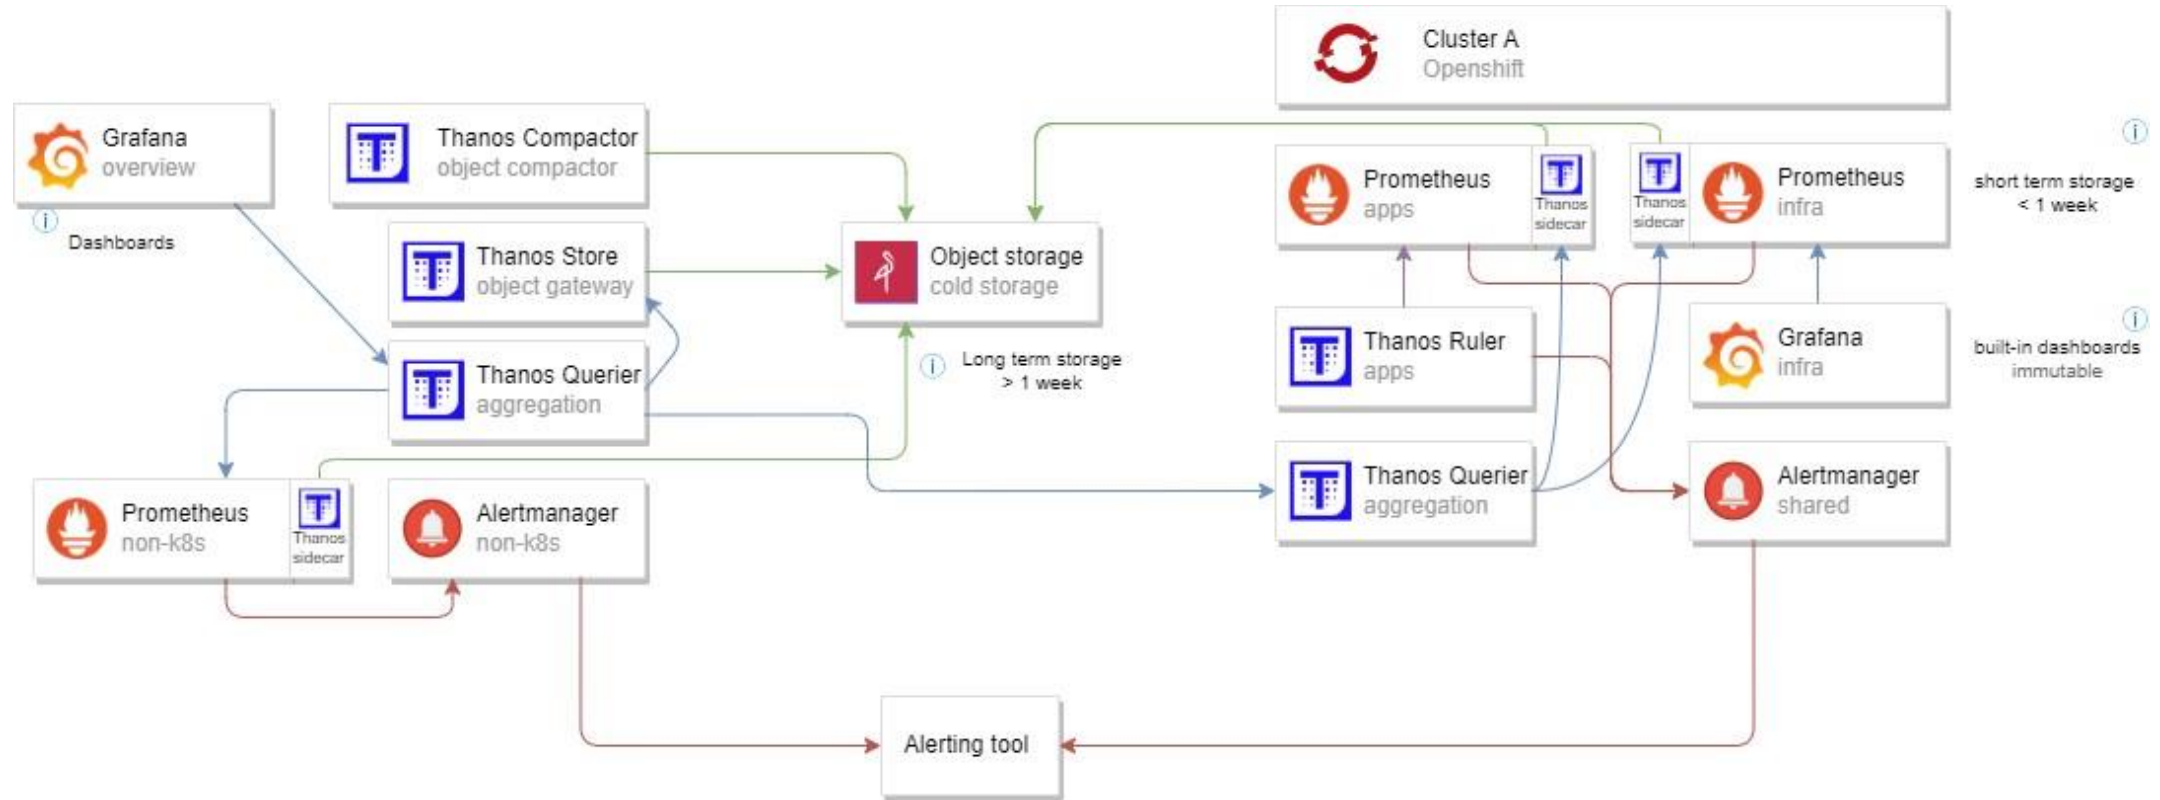 Cluster A
Openshift
Grafana
overview
Dashboards
Thanos Compactor
object compactor
Thanos Store
object gateway
Thanos Querier
aggregation
Object storage
cold storage
Long term storage
> 1 week
Prometheus
apps
Thanos
sidecar
Thanos
sidecar
Prometheus
infra
short term storage
< 1 week
Thanos Ruler
apps
Grafana
infra
built-in dashboards
immutable
Thanos Querier
aggregation
Alertmanager
shared
Prometheus
non-k8s
Thanos
sidecar
Alertmanager
non-k8s
Alerting tool